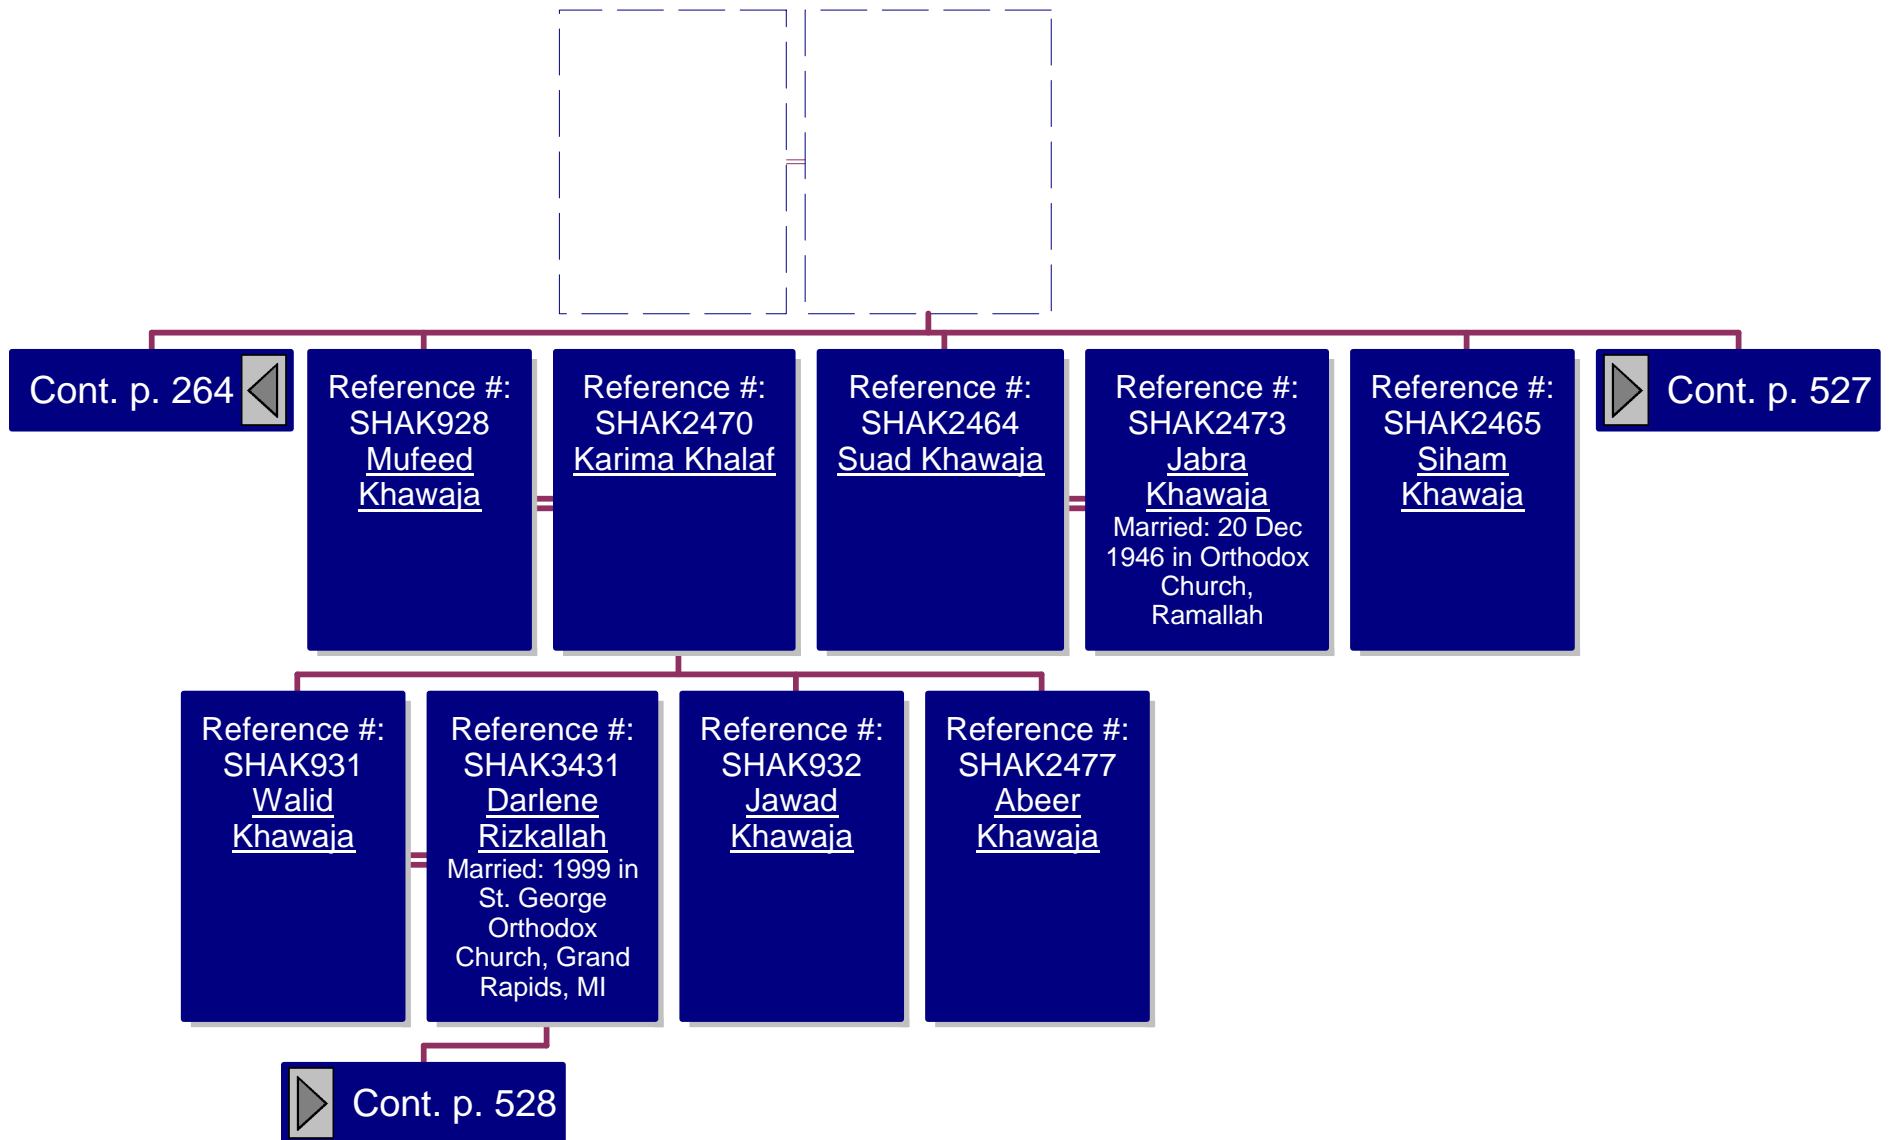 Cont. p. 264
Reference #:
SHAK928
Mufeed
Khawaja
Reference #:
SHAK2470
Karima Khalaf
Reference #:
SHAK2464
Suad Khawaja
Reference #:
SHAK2473
Jabra
Khawaja
Married: 20 Dec
1946 in Orthodox
Church,
Ramallah
Reference #:
SHAK2465
Siham
Khawaja
Cont. p. 527
Reference #:
SHAK931
Walid
Khawaja
Reference #:
SHAK3431
Darlene
Rizkallah
Married: 1999 in
St. George
Orthodox
Church, Grand
Rapids, MI
Reference #:
SHAK932
Jawad
Khawaja
Reference #:
SHAK2477
Abeer
Khawaja
Cont. p. 528